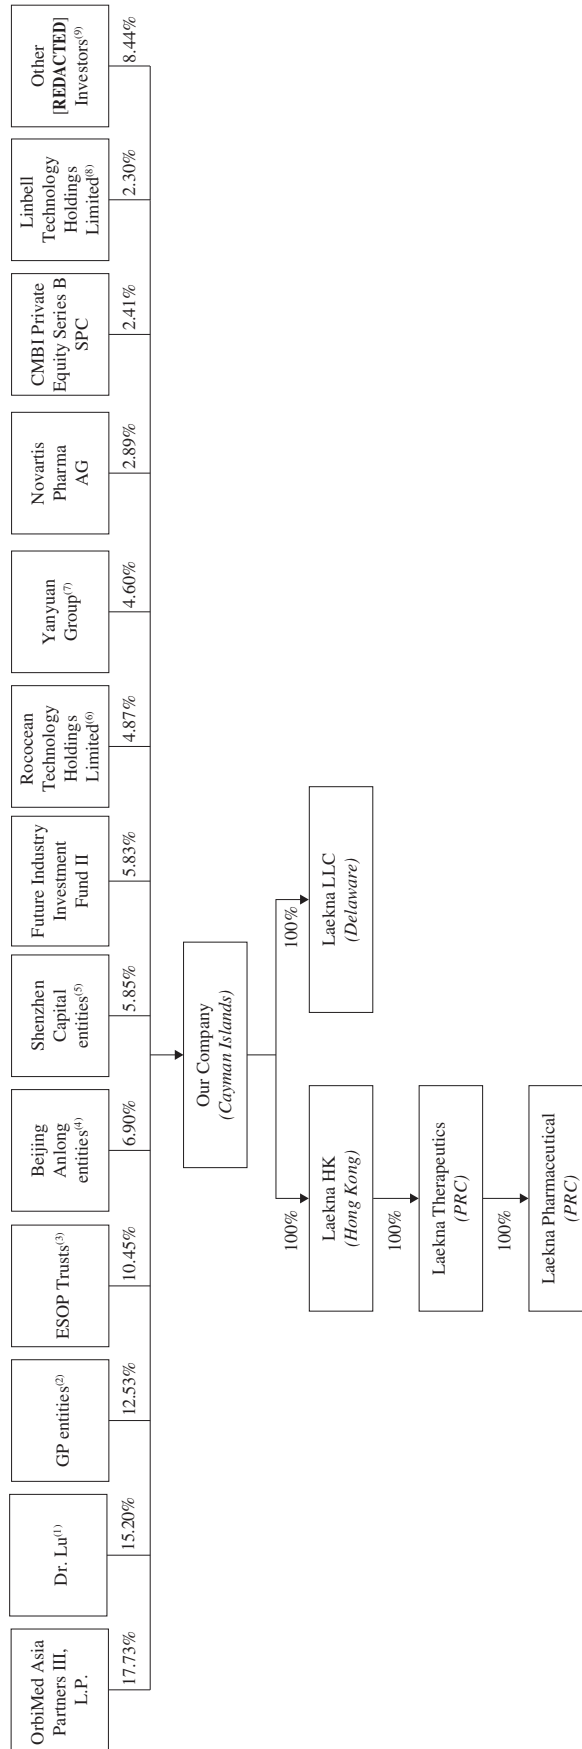 OrbiMed Asia
Partners III,
L.P.
17.73%
Dr. Lu(1)
15.20%
GP entities(2)
12.53%
ESOP Trusts(3)
10.45%
Beijing
Anlong
entities(4)
6.90%
Shenzhen
Capital
entities(5)
5.85%
Future Industry
Investment
Fund II
5.83%
Rococean
Technology
Holdings
Limited(6)
4.87%
Yanyuan
Group(7)
4.60%
Novartis
Pharma
AG
2.89%
CMBI Private
Equity Series B
SPC
2.41%
Linbell
Technology
Holdings
Limited(8)
2.30%
Other
[REDACTED]
Investors(9)
8.44%
Our Company
(Cayman Islands)
100%
100%
Laekna HK
(Hong Kong)
Laekna LLC
(Delaware)
100%
Laekna Therapeutics
(PRC)
100%
Laekna Pharmaceutical
(PRC)